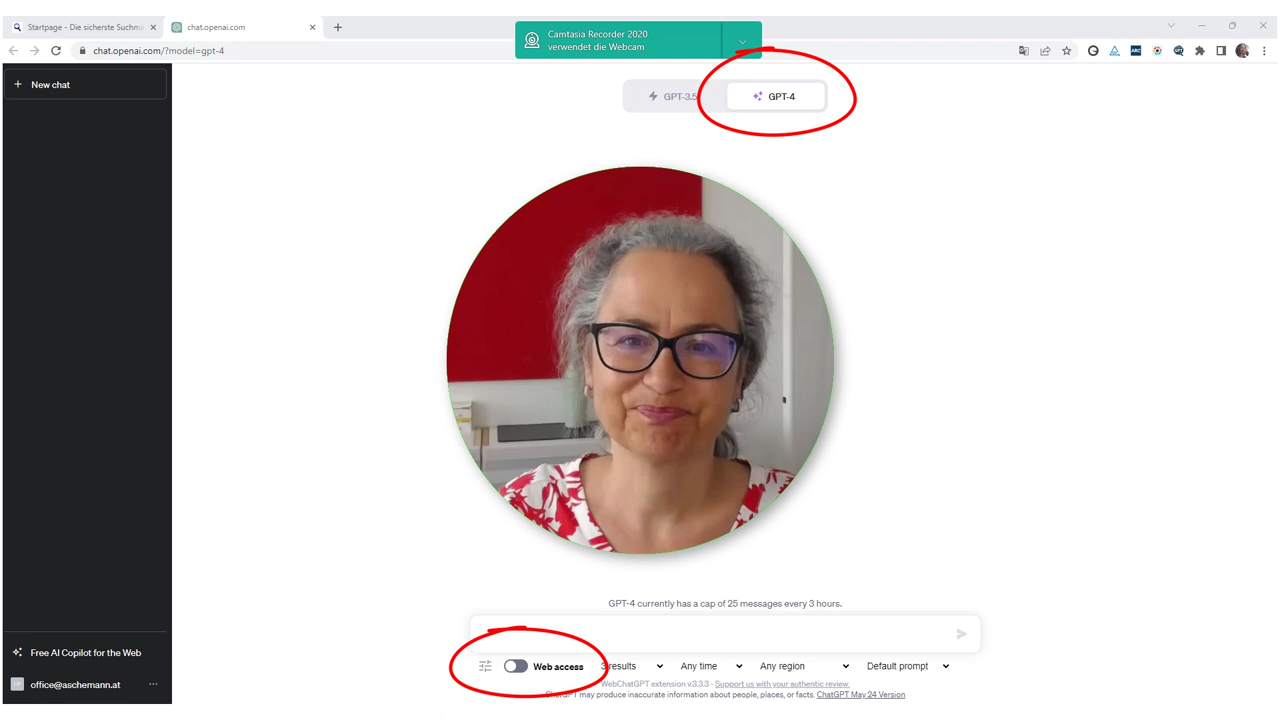 Startpage - Die sicherste Suchma
chat.openai.com
Camtasia Recorder 2020
verwendet die Webcam
chat.openai.com/?model=gpt-4
ABC
New chat
GPT-3.5
GPT-4
GPT-4 currently has a cap of 25 messages every 3 hours.
Web access
3 results
Any time
Any region
Default prompt
WebChatGPT extension v.3.3.3 - Support us with your authentic review.
ChatGPT may produce inaccurate information about people, places, or facts. ChatGPT May 24 Version
Free AI Copilot for the Web
office@aschemann.at